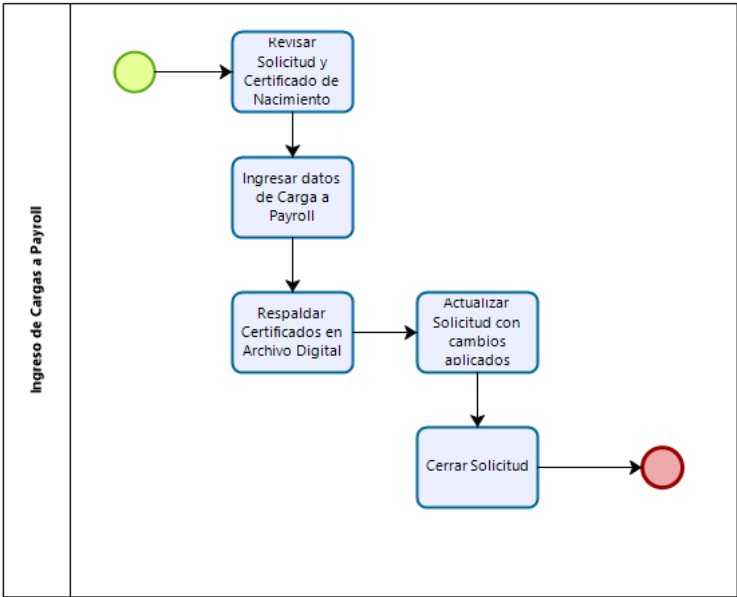 Ingreso de Cargas a Payroll
Revisar
Solicitud y
Certificado de
Nacimiento
Ingresar datos
de Carga a
Payroll
Respaldar
Certificados en
Archivo Digital
Actualizar
Solicitud con
cambios
aplicados
Cerrar Solicitud